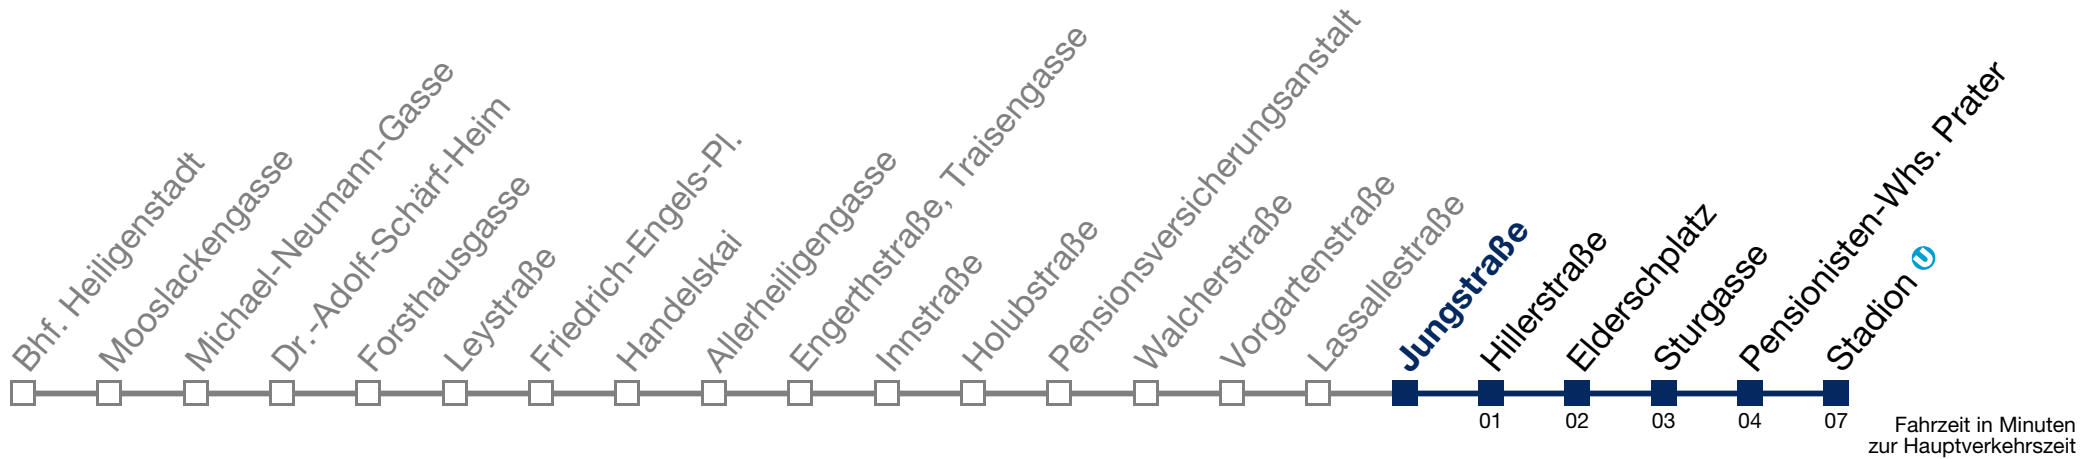 Bhf. Heiligenstadt
Mooslackengasse
Michael-Neumann-Gasse
Dr.-Adolf-Schärf-Heim
Forsthausgasse
Leystraße
Friedrich-Engels-Pl.
Handelskai
Allerheiligengasse
Engerthstraße, Traisengasse
Innstraße
Holubstraße
Pensionsversicherungsanstalt
Walcherstraße
Vorgartenstraße
Lassallestraße
Jungstraße
Hillerstraße
Elderschplatz
Sturgasse
Pensionisten-Whs. Prater
Stadion U
01 02 03 04 07
Fahrzeit in Minuten
zur Hauptverkehrszeit